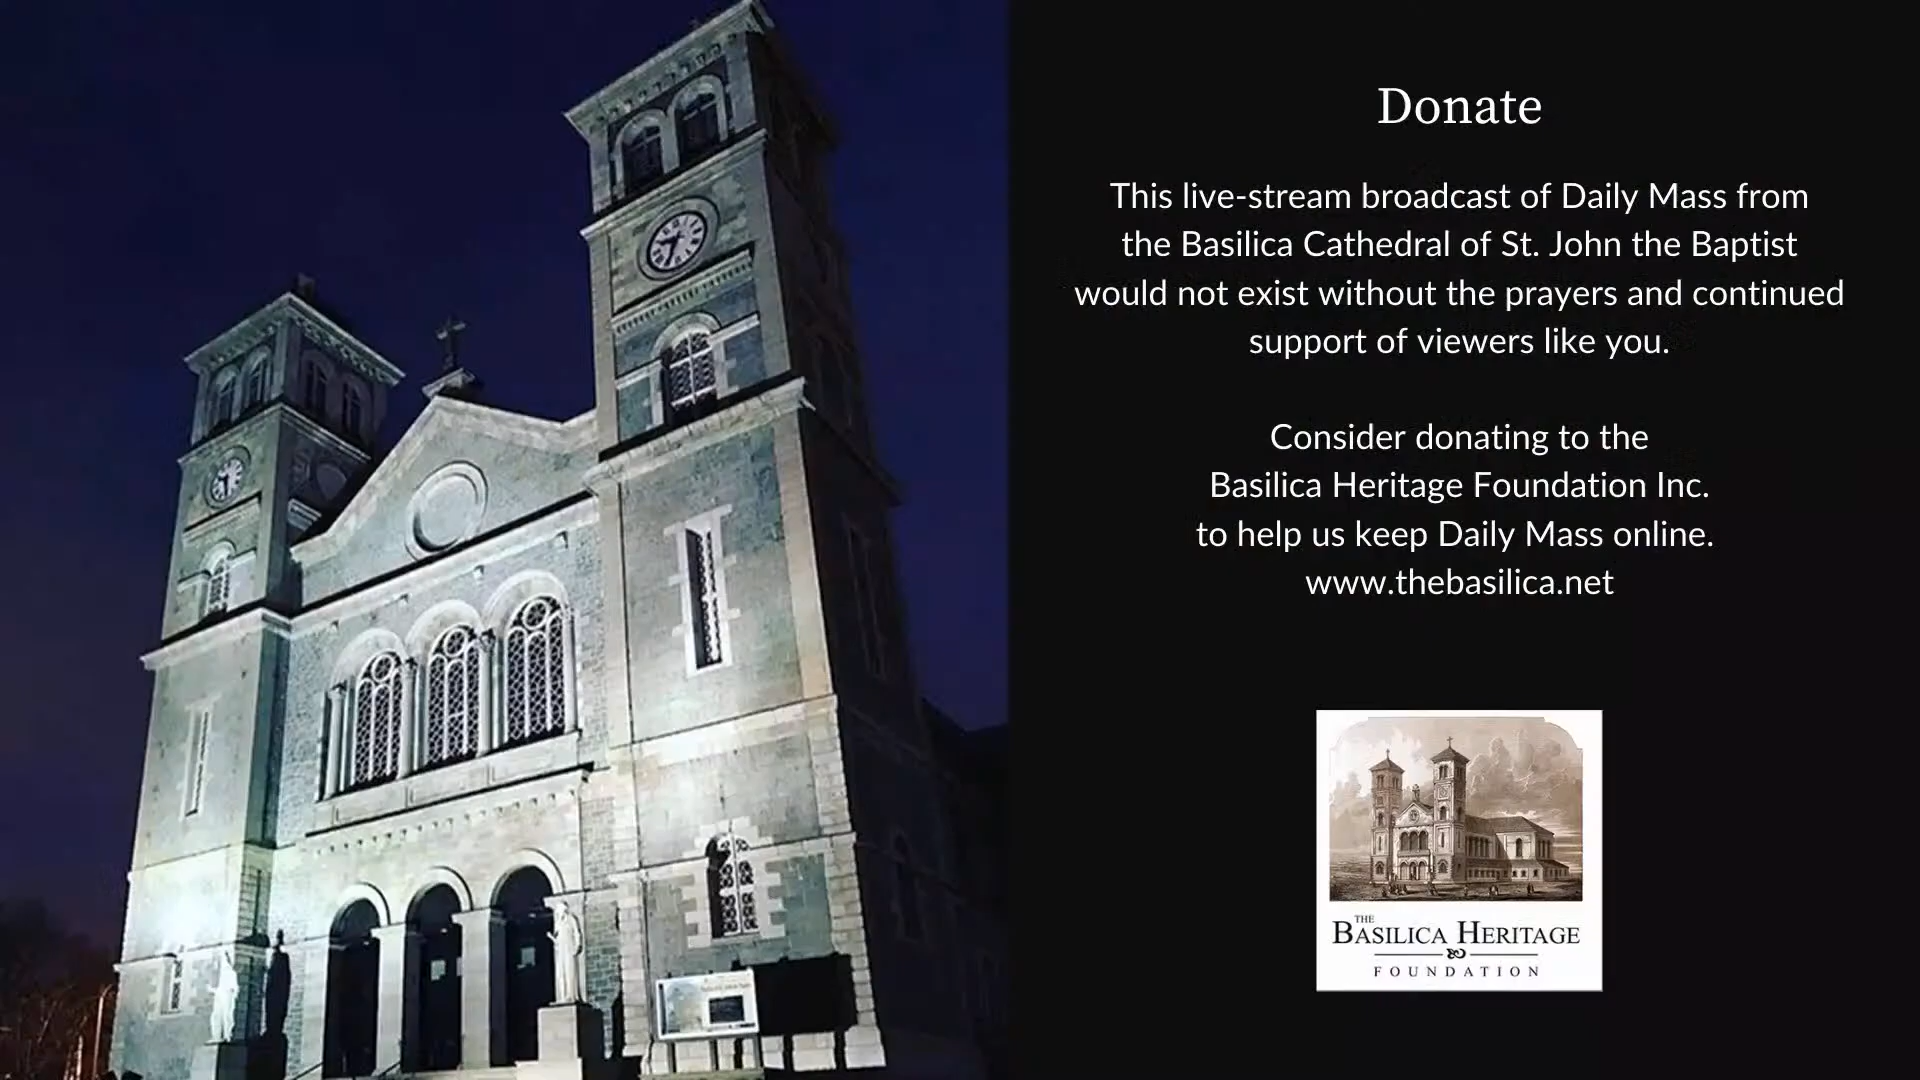 Donate
This live-stream broadcast of Daily Mass from
the Basilica Cathedral of St. John the Baptist
would not exist without the prayers and continued
support of viewers like you.
Consider donating to the
Basilica Heritage Foundation Inc.
to help us keep Daily Mass online.
www.thebasilica.net
THE
BASILICA HERITAGE
FOUNDATION